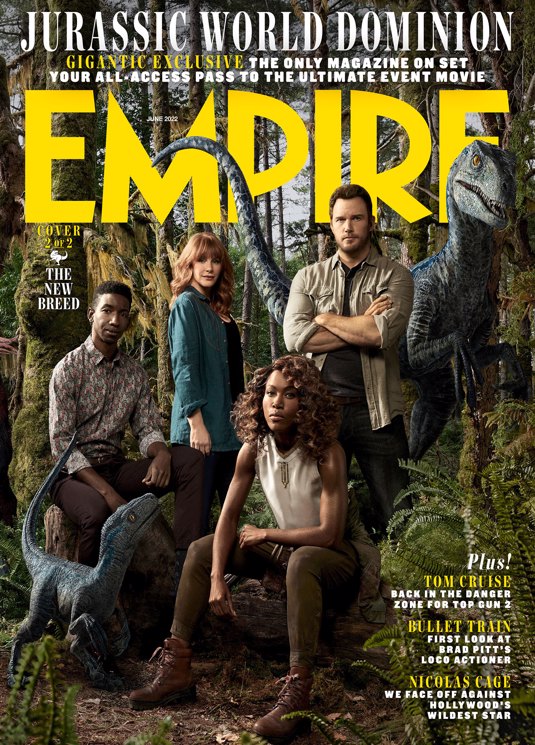 JURASSIC WORLD DOMINION
GIGANTIC EXCLUSIVE THE ONLY MAGAZINE ON SET
YOUR ALL-ACCESS PASS TO THE ULTIMATE EVENT MOVIE
EMPIRE
JUNE 2022
COVER
2 OF 2
THE
NEW
BREED
Plus!
TOM CRUISE
BACK IN THE DANGER
ZONE FOR TOP GUN 2
BULLET TRAIN
FIRST LOOK AT
BRAD PITT'S
LOCO ACTIONER
NICOLAS CAGE
WE FACE OFF AGAINST
HOLLYWOOD'S
WILDEST STAR